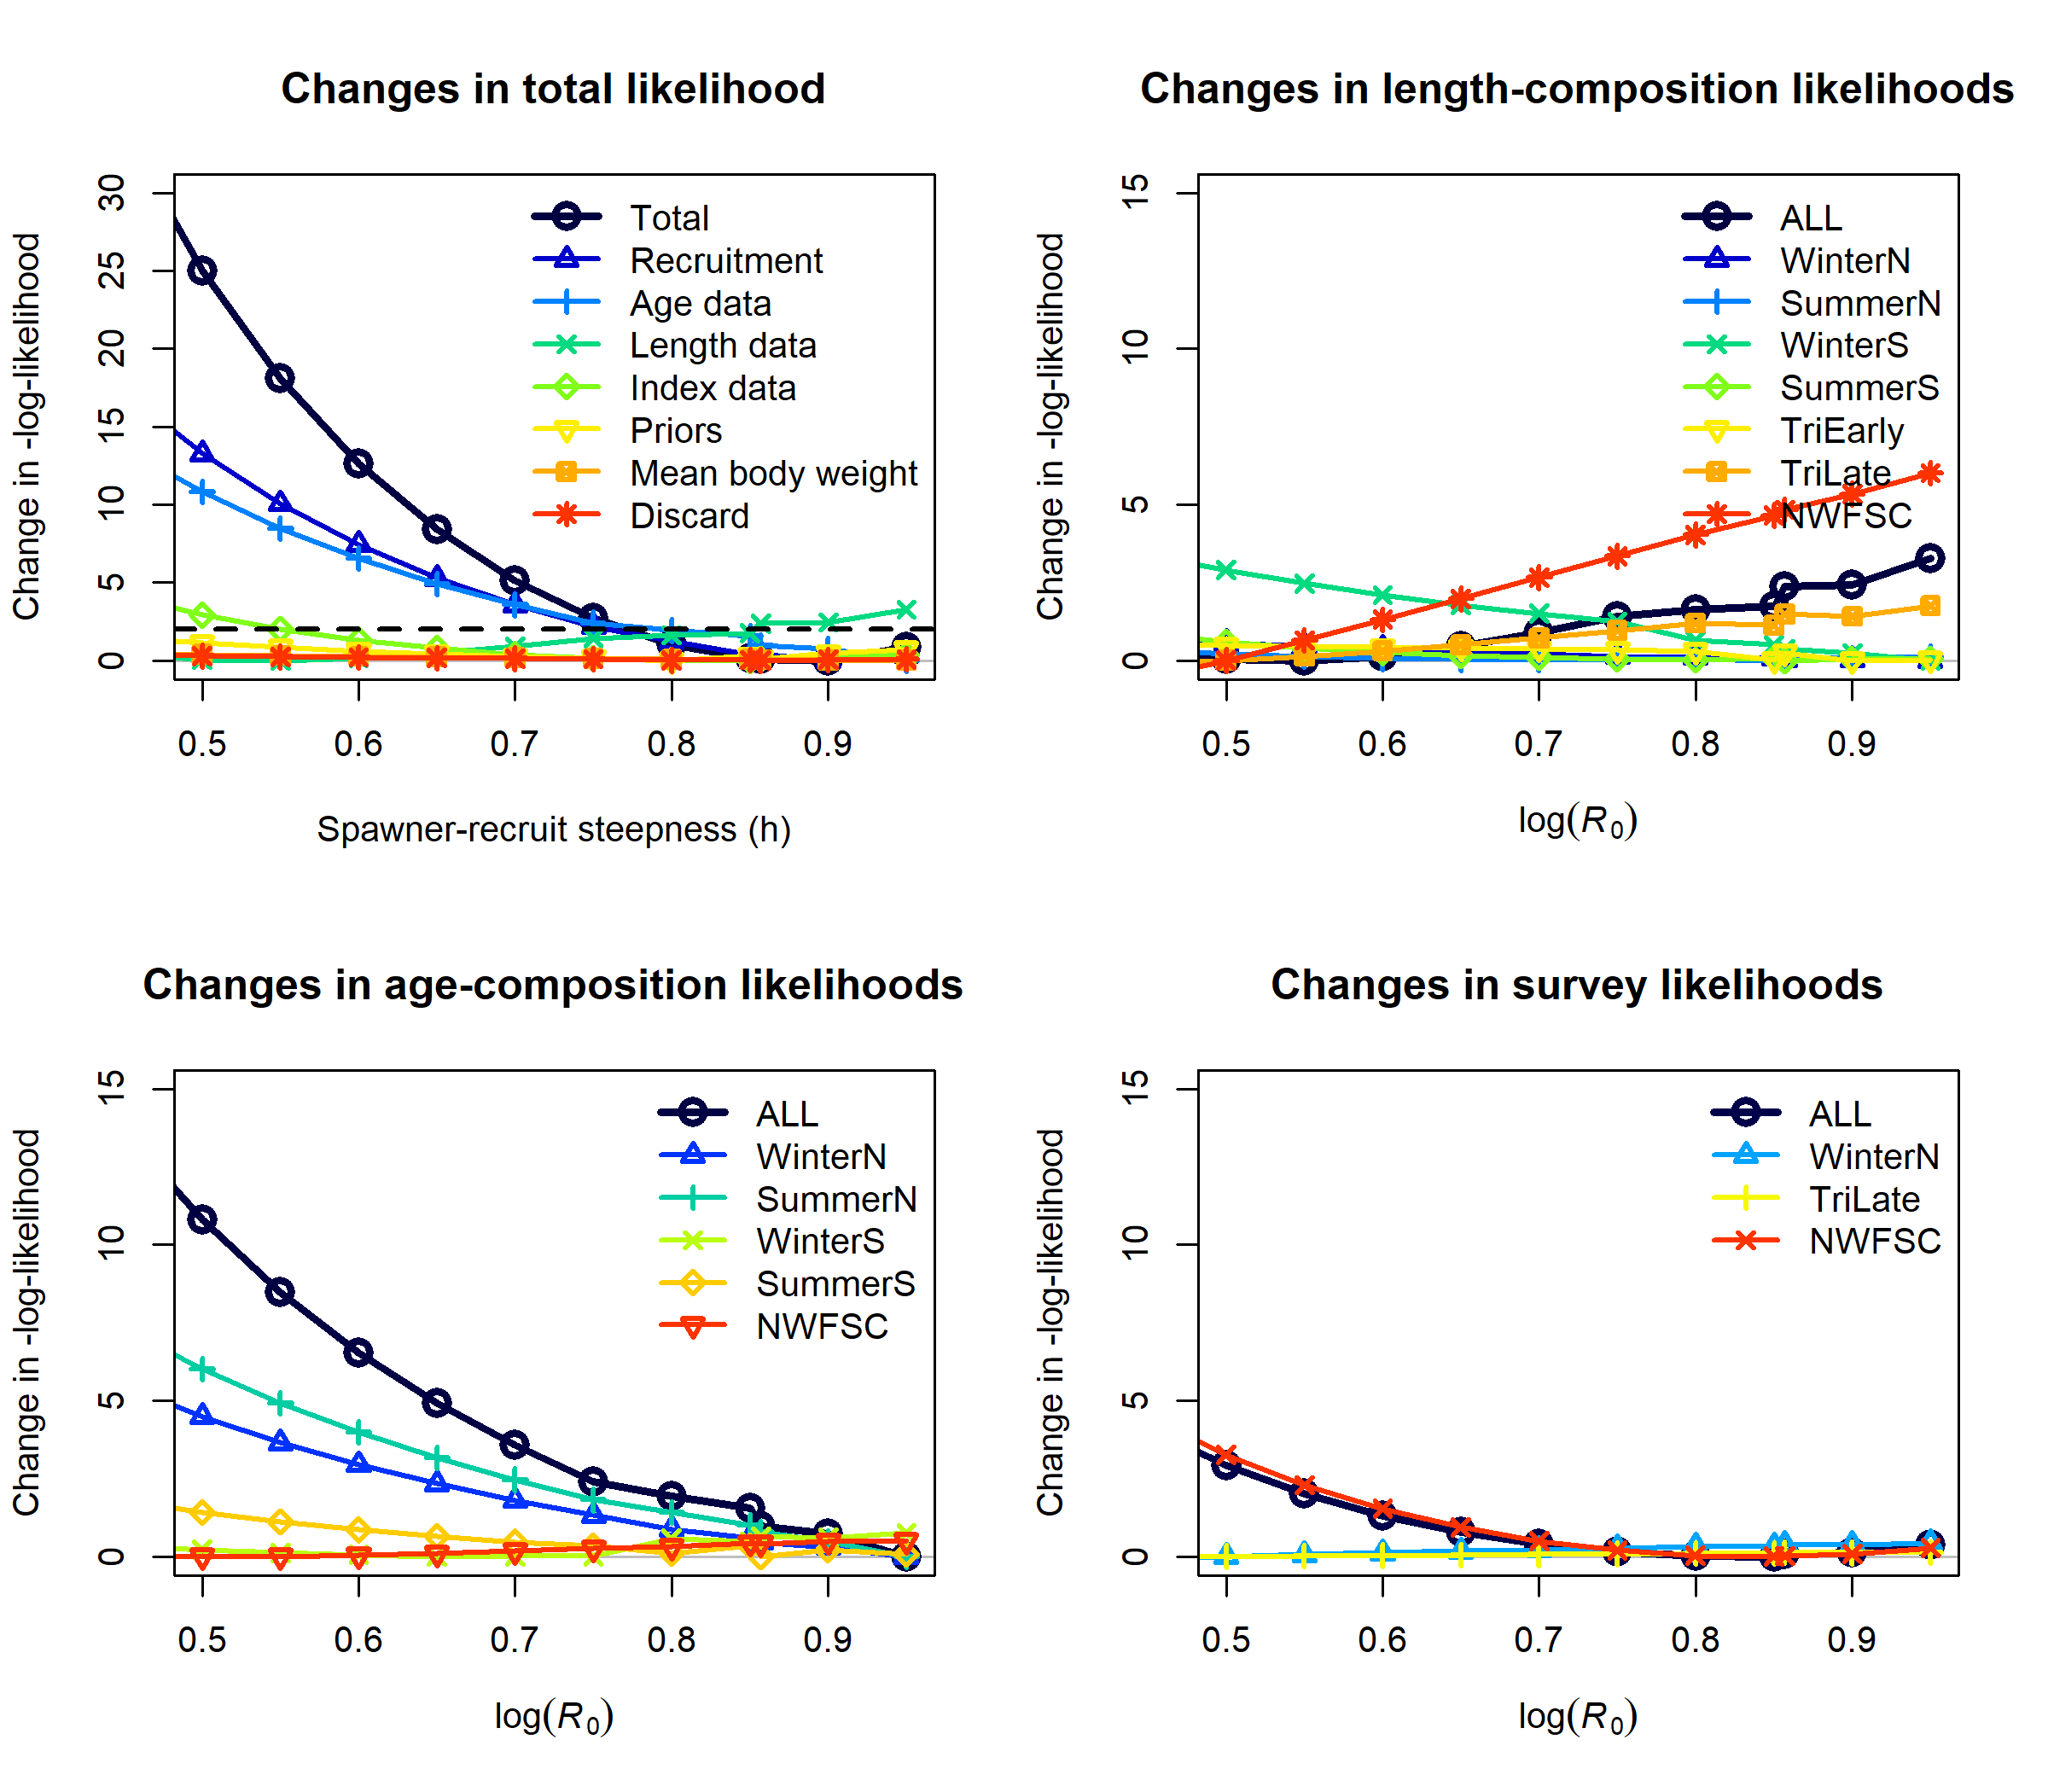 Changes in total likelihood
Change in -log-likelihood
30
25
20
15
10
5
0
Total
Recruitment
Age data
Length data
Index data
Priors
Mean body weight
Discard
0.5 0.6 0.7 0.8 0.9
Spawner-recruit steepness (h)
Changes in length-composition likelihoods
Change in -log-likelihood
15
10
5
0
ALL
WinterN
SummerN
WinterS
SummerS
TriEarly
TriLate
NWFSC
0.5 0.6 0.7 0.8 0.9
log(R0)
Changes in age-composition likelihoods
Change in -log-likelihood
15
10
5
0
ALL
WinterN
SummerN
WinterS
SummerS
NWFSC
0.5 0.6 0.7 0.8 0.9
log(R0)
Changes in survey likelihoods
Change in -log-likelihood
15
10
5
0
ALL
WinterN
TriLate
NWFSC
0.5 0.6 0.7 0.8 0.9
log(R0)